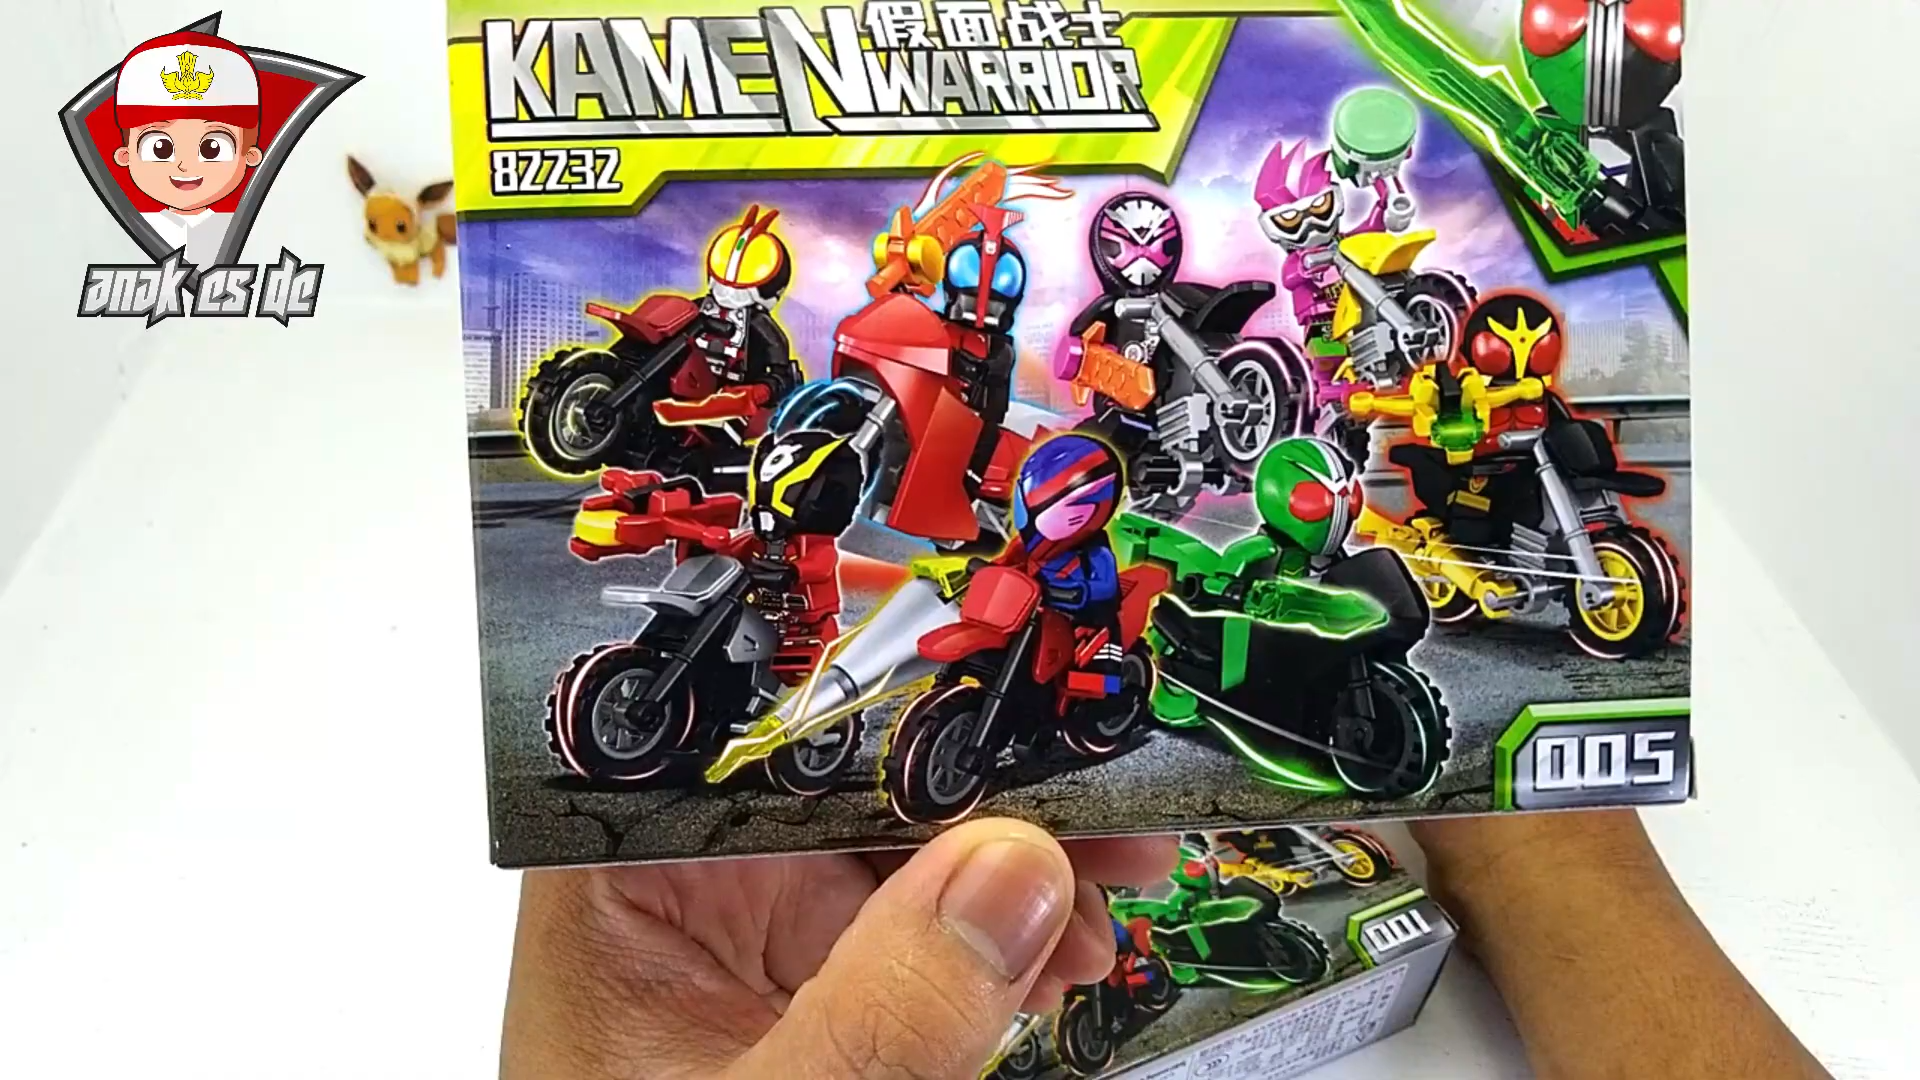 KAMEN 假面战士
WARRIOR
82232
anak es de
005
001